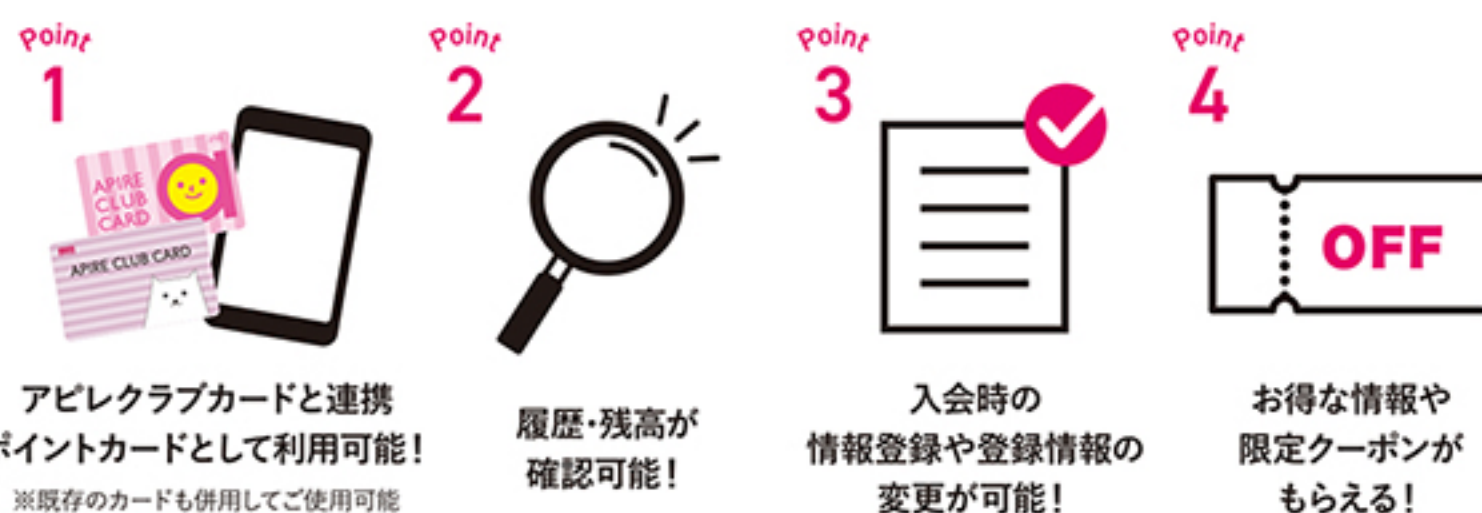 Point
1
APIRE
CLUB
CARD
APIRE CLUB CARD
アピレクラブカードと連携
ポイントカードとして利用可能!
※既存のカードも併用してご使用可能
Point
2
履歴・残高が
確認可能!
Point
3
入会時の
情報登録や登録情報の
変更が可能!
Point
4
OFF
お得な情報や
限定クーポンが
もらえる!